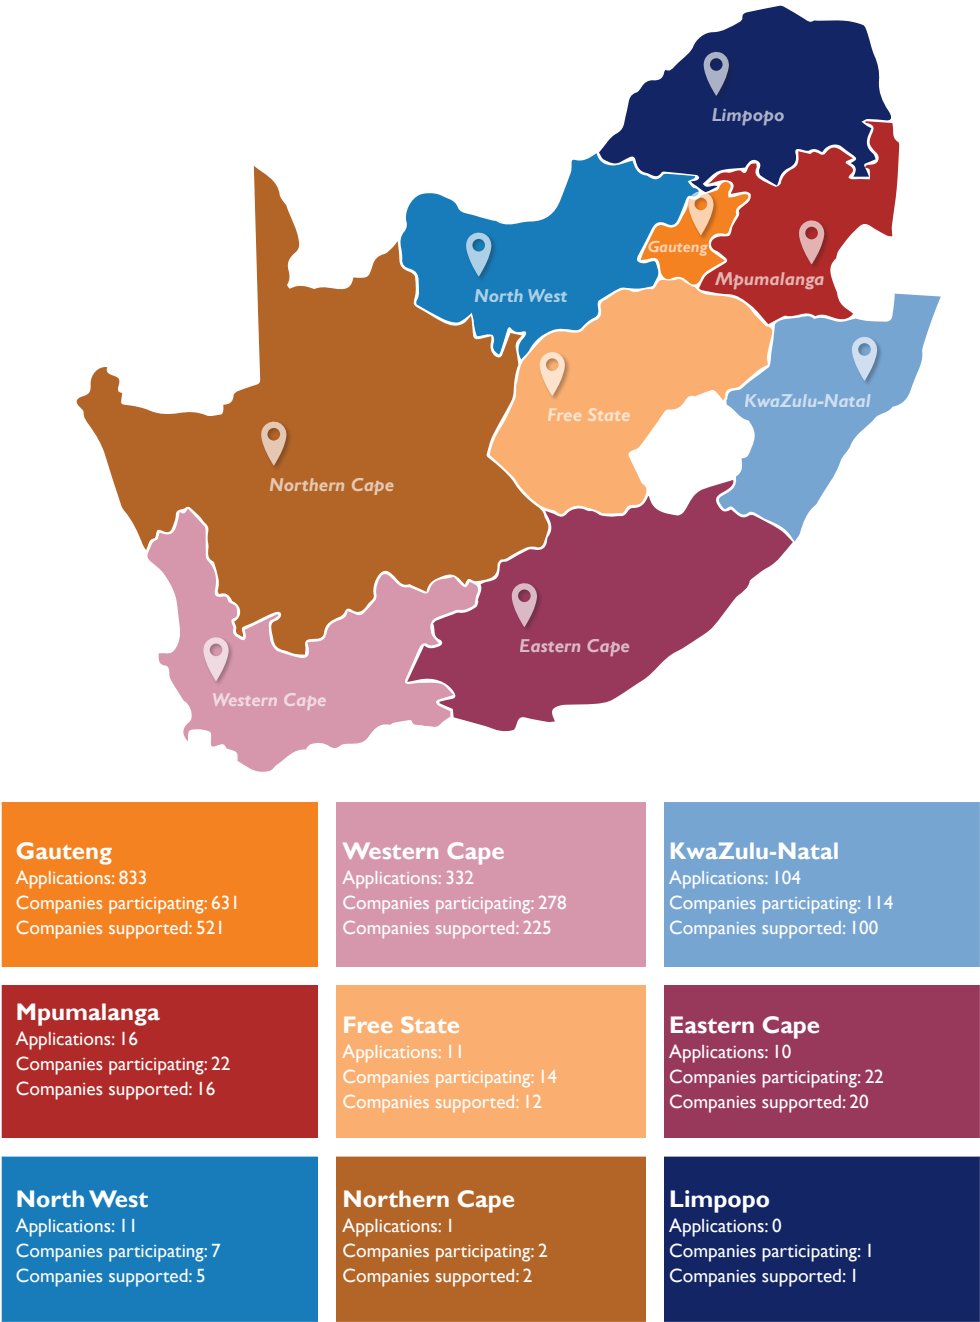 Limpopo
Gauteng
Mpumalanga
North West
KwaZulu-Natal
Free State
Northern Cape
Eastern Cape
Western Cape
Gauteng
Applications: 833
Companies participating: 631
Companies supported: 521
Western Cape
Applications: 332
Companies participating: 278
Companies supported: 225
KwaZulu-Natal
Applications: 104
Companies participating: 114
Companies supported: 100
Mpumalanga
Applications: 16
Companies participating: 22
Companies supported: 16
Free State
Applications: 11
Companies participating: 14
Companies supported: 12
Eastern Cape
Applications: 10
Companies participating: 22
Companies supported: 20
North West
Applications: 11
Companies participating: 7
Companies supported: 5
Northern Cape
Applications: 1
Companies participating: 2
Companies supported: 2
Limpopo
Applications: 0
Companies participating: 1
Companies supported: 1